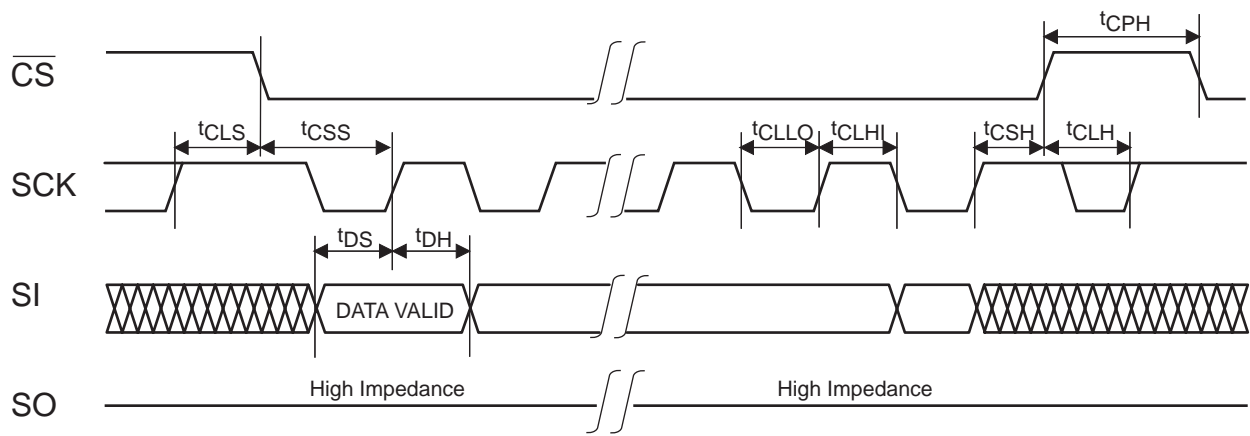 tCPH
CS
tCLS tCSS tCLLO tCLHI tCSH tCLH
SCK
tDS tDH
SI DATA VALID
High Impedance High Impedance
SO